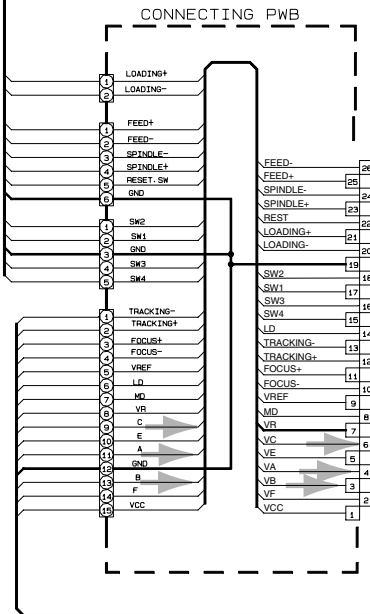 CONNECTING PWB
1 LOADING+
2 LOADING-
1 FEED+
2 FEED-
3 SPINDLE-
4 SPINDLE+
5 RESET.SW
6 GND
1 SW2
2 SW1
3 GND
4 SW3
5 SW4
1 TRACKING-
2 TRACKING+
3 FOCUS+
4 FOCUS-
5 VREF
6 LD
7 MD
8 VR
9 C
10 E
11 A
12 GND
13 B
14 F
15 VCC
FEED- 26
FEED+ 25
SPINDLE- 24
SPINDLE+ 23
REST 22
LOADING+ 21
LOADING- 20
19
SW2 18
SW1 17
SW3 16
SW4 15
LD 14
TRACKING- 13
TRACKING+ 12
FOCUS+ 11
FOCUS- 10
VREF 9
MD 8
VR 7
VC 6
VE 5
VA 4
VB 3
VF 2
VCC 1